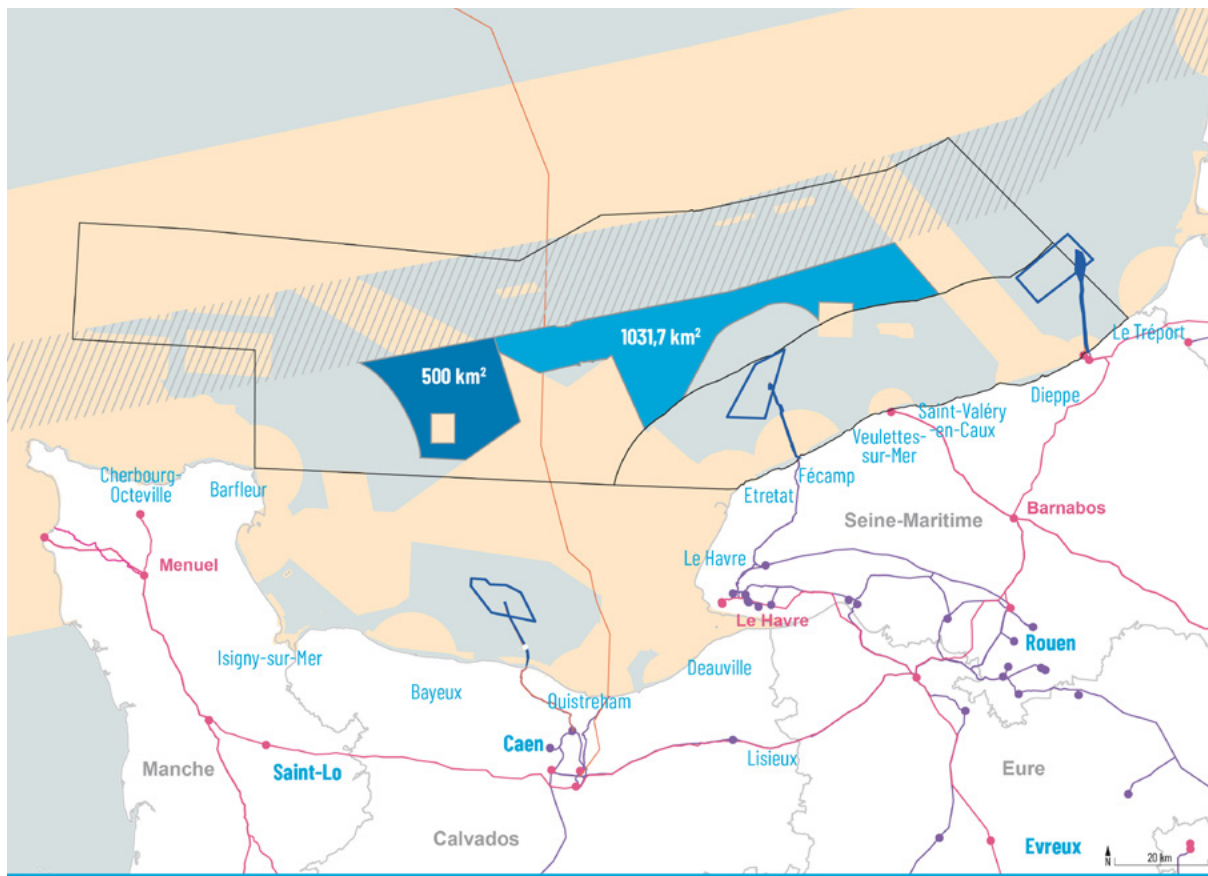 1031,7 km²
500 km²
Le Tréport
Dieppe
Saint-Valéry
-en-Caux
Veulettes-
sur-Mer
Fécamp
Etretat
Cherbourg-
Octeville
Barfleur
Barnabos
Seine-Maritime
Menuel
Le Havre
Le Havre
Rouen
Isigny-sur-Mer
Bayeux
Deauville
Ouistreham
Caen
Lisieux
Manche
Saint-Lo
Eure
Calvados
Evreux
N
20 km